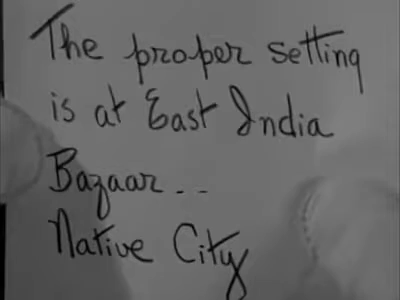 The proper setting
is at East India
Bazaar...
Native City